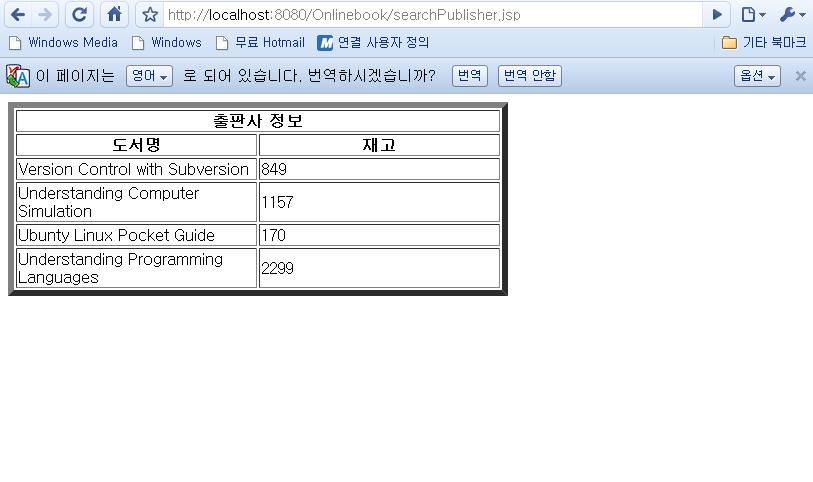 http://localhost:8080/Onlinebook/searchPublisher.jsp
Windows Media Windows 무료 Hotmail 연결 사용자 정의 기타 북마크
이 페이지는 영어 로 되어 있습니다. 번역하시겠습니까? 번역 번역 안함 옵션
출판사 정보
도서명 재고
Version Control with Subversion 849
Understanding Computer
Simulation 1157
Ubunty Linux Pocket Guide 170
Understanding Programming
Languages 2299